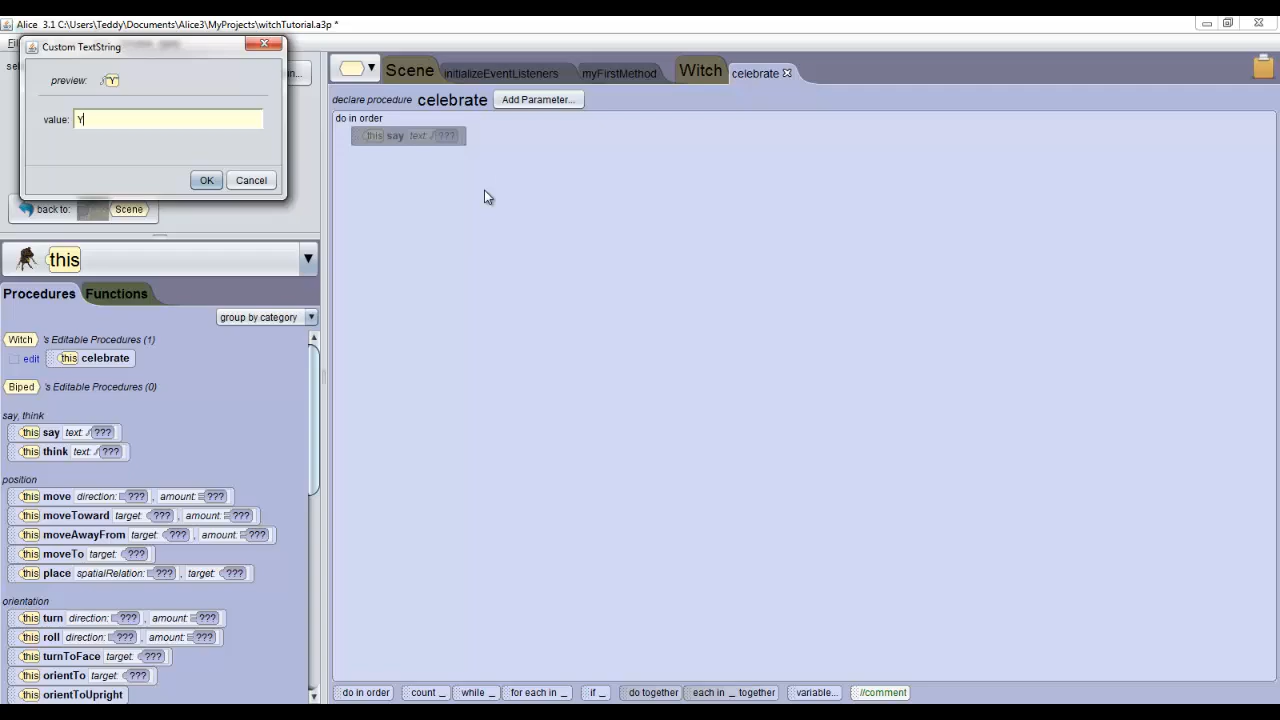 Alice 3.1 C:\Users\Teddy\Documents\Alice3\MyProjects\witchTutorial.a3p *
Custom TextString
preview: Y
value: Y
OK Cancel
back to: Scene
this
Procedures Functions
group by category
Witch 's Editable Procedures (1)
edit this celebrate
Biped 's Editable Procedures (0)
say, think
this say text: ???
this think text: ???
position
this move direction: ??? , amount: ???
this moveToward target: ??? , amount: ???
this moveAwayFrom target: ??? , amount: ???
this moveTo target: ???
this place spatialRelation: ??? , target: ???
orientation
this turn direction: ??? , amount: ???
this roll direction: ??? , amount: ???
this turnToFace target: ???
this orientTo target: ???
this orientToUpright
Scene initializeEventListeners myFirstMethod Witch celebrate
declare procedure celebrate Add Parameter...
do in order
this say text: ???
do in order count _ while _ for each in _ if _ do together each in _ together variable... //comment